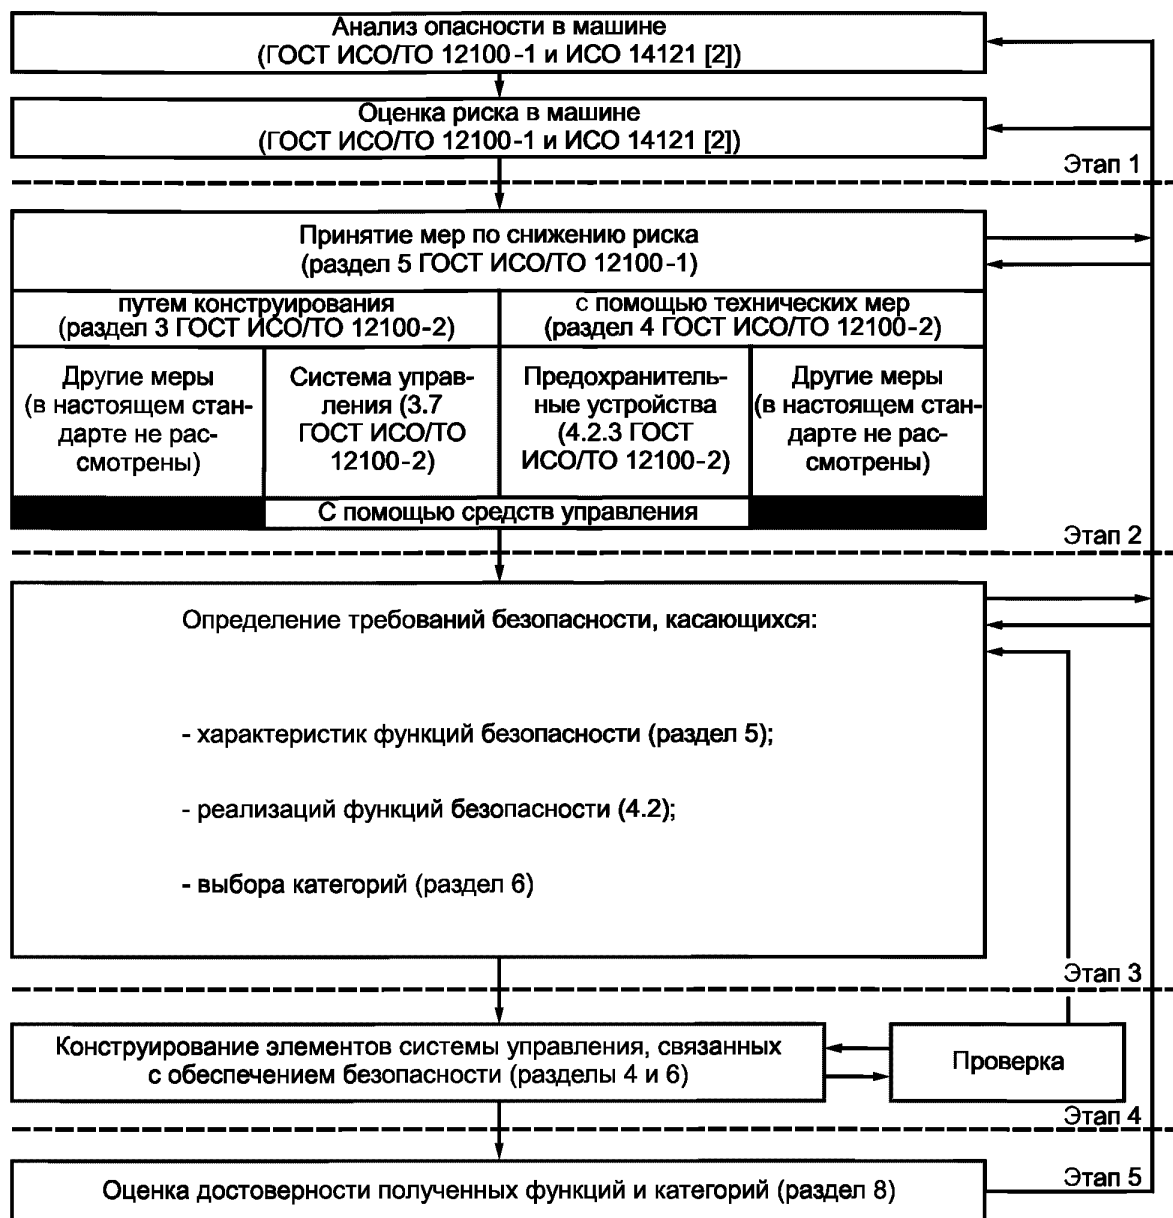 Анализ опасности в машине
(ГОСТ ИСО/ТО 12100-1 и ИСО 14121 [2])
Оценка риска в машине
(ГОСТ ИСО/ТО 12100-1 и ИСО 14121 [2])
Этап 1
Принятие мер по снижению риска
(раздел 5 ГОСТ ИСО/ТО 12100-1)
путем конструирования
(раздел 3 ГОСТ ИСО/ТО 12100-2)
с помощью технических мер
(раздел 4 ГОСТ ИСО/ТО 12100-2)
Другие меры
(в настоящем стан-
дарте не рас-
смотрены)
Система управ-
ления (3.7
ГОСТ ИСО/ТО
12100-2)
Предохранитель-
ные устройства
(4.2.3 ГОСТ
ИСО/ТО 12100-2)
Другие меры
(в настоящем стан-
дарте не рас-
смотрены)
С помощью средств управления
Этап 2
Определение требований безопасности, касающихся:
- характеристик функций безопасности (раздел 5);
- реализаций функций безопасности (4.2);
- выбора категорий (раздел 6)
Этап 3
Конструирование элементов системы управления, связанных
с обеспечением безопасности (разделы 4 и 6)
Проверка
Этап 4
Оценка достоверности полученных функций и категорий (раздел 8)
Этап 5